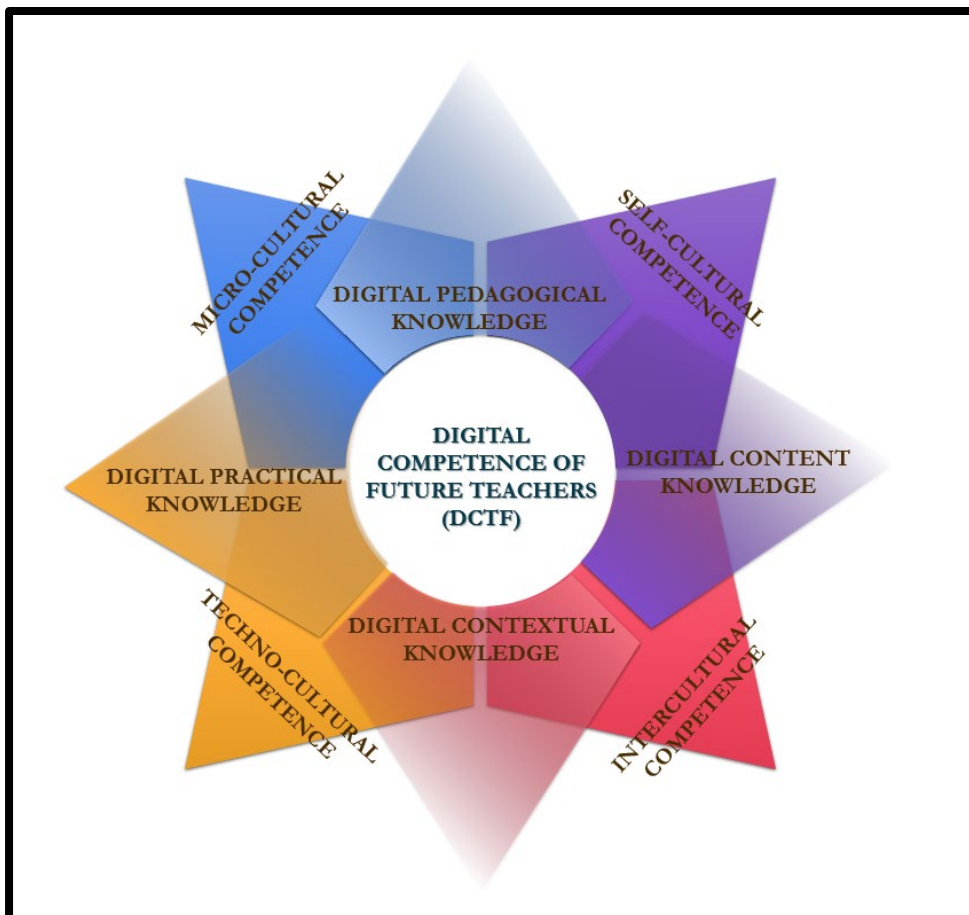 MICRO-CULTURAL
COMPETENCE
SELF-CULTURAL
COMPETENCE
DIGITAL PEDAGOGICAL
KNOWLEDGE
DIGITAL PRACTICAL
KNOWLEDGE
DIGITAL
COMPETENCE OF
FUTURE TEACHERS
(DCTF)
DIGITAL CONTENT
KNOWLEDGE
TECHNO-CULTURAL
COMPETENCE
DIGITAL CONTEXTUAL
KNOWLEDGE
INTERCULTURAL
COMPETENCE